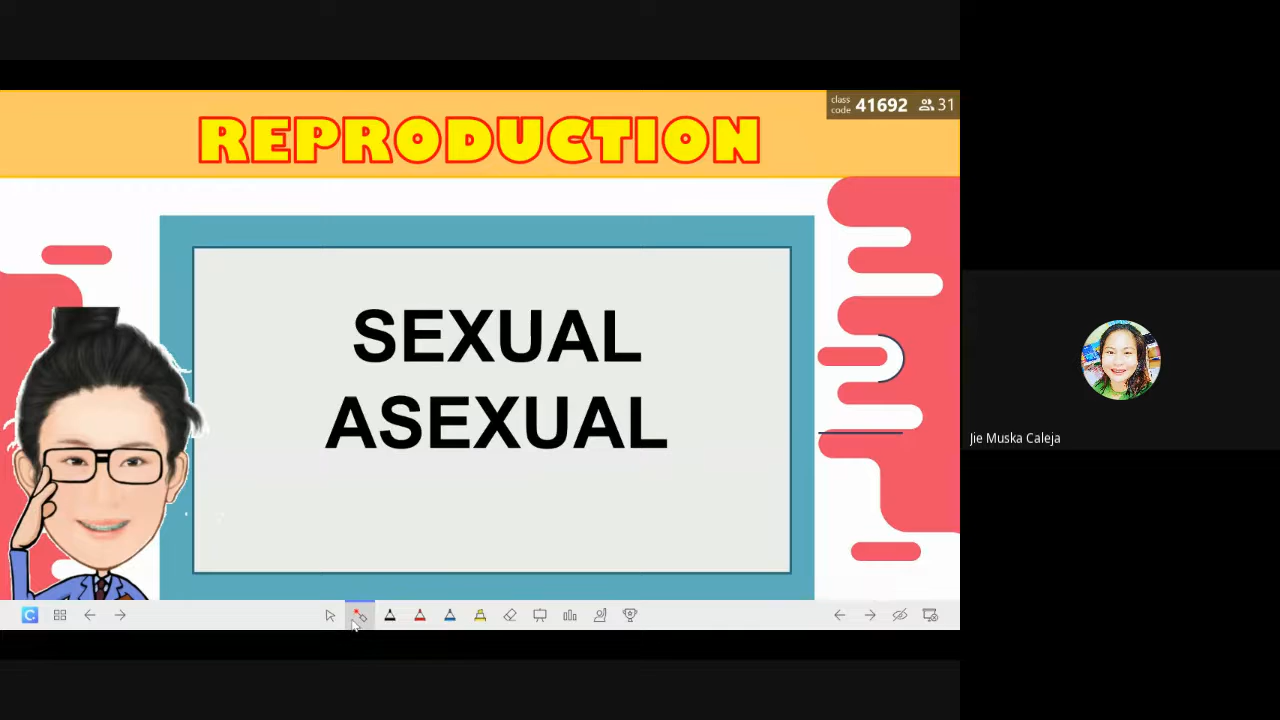 REPRODUCTION
class code 41692 31
SEXUAL
ASEXUAL
Jie Muska Caleja